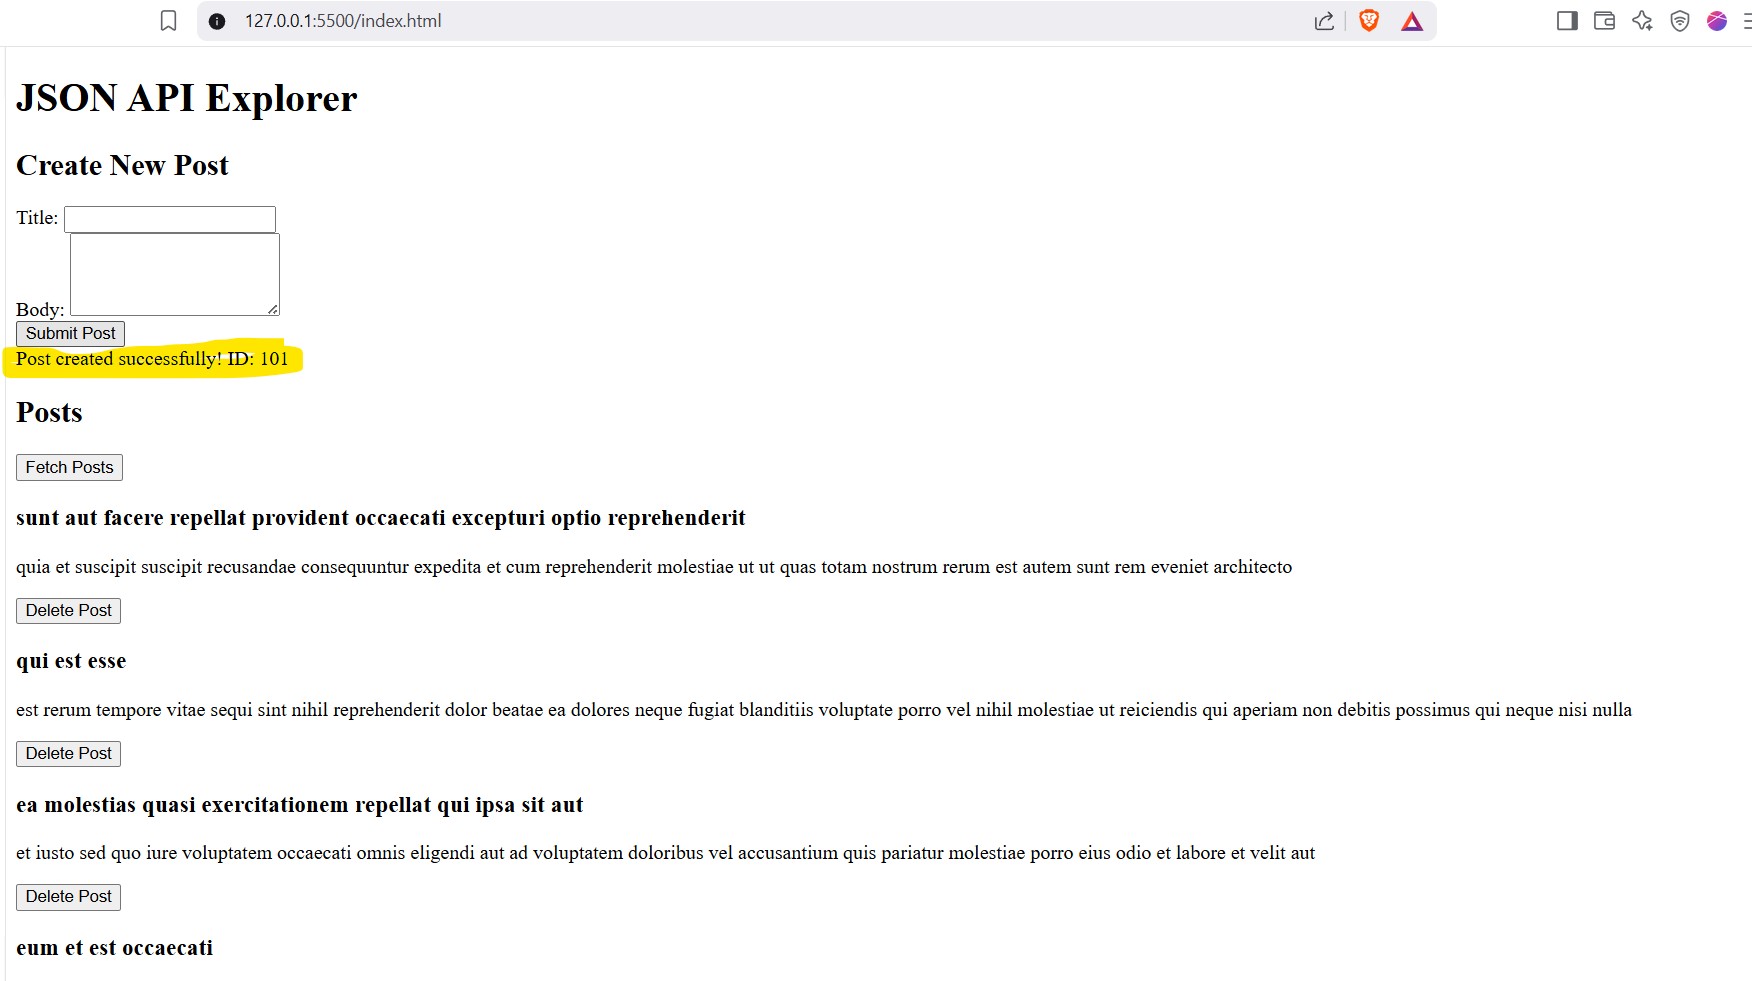 127.0.0.1:5500/index.html
JSON API Explorer
Create New Post
Title:
Body:
Submit Post
Post created successfully! ID: 101
Posts
Fetch Posts
sunt aut facere repellat provident occaecati excepturi optio reprehenderit
quia et suscipit suscipit recusandae consequuntur expedita et cum reprehenderit molestiae ut ut quas totam nostrum rerum est autem sunt rem eveniet architecto
Delete Post
qui est esse
est rerum tempore vitae sequi sint nihil reprehenderit dolor beatae ea dolores neque fugiat blanditiis voluptate porro vel nihil molestiae ut reiciendis qui aperiam non debitis possimus qui neque nisi nulla
Delete Post
ea molestias quasi exercitationem repellat qui ipsa sit aut
et iusto sed quo iure voluptatem occaecati omnis eligendi aut ad voluptatem doloribus vel accusantium quis pariatur molestiae porro eius odio et labore et velit aut
Delete Post
eum et est occaecati